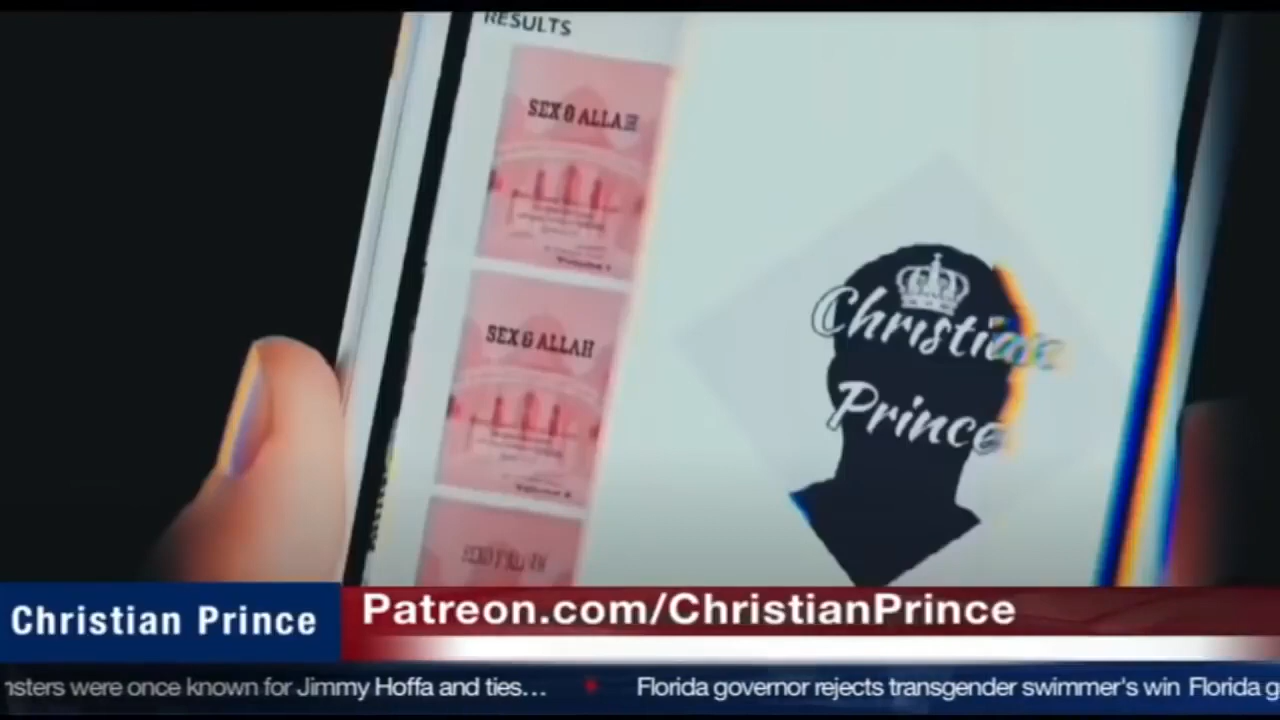 RESULTS
SEX & ALLAH
SEX & ALLAH
Christian
Prince
Christian Prince
Patreon.com/ChristianPrince
nsters were once known for Jimmy Hoffa and ties... • Florida governor rejects transgender swimmer's win Florida g